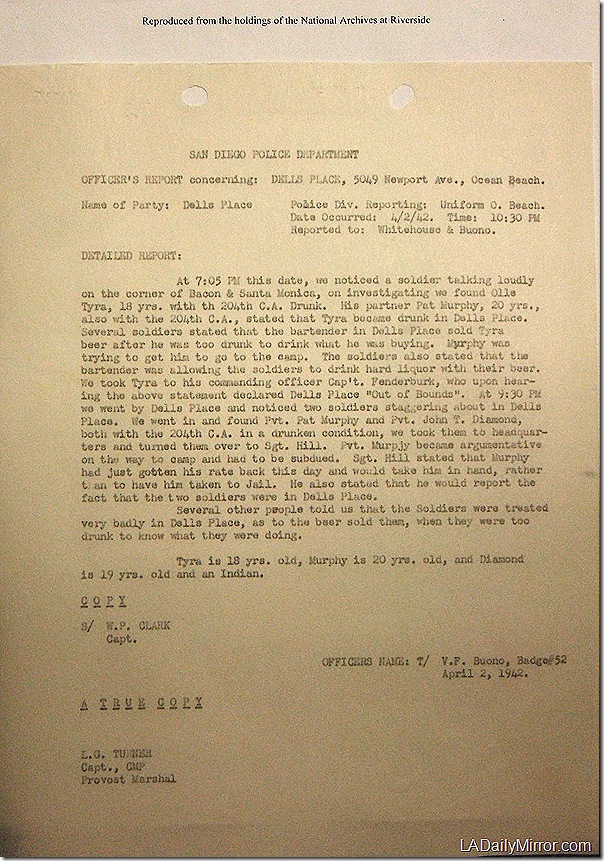 Reproduced from the holdings of the National Archives at Riverside
SAN DIEGO POLICE DEPARTMENT
OFFICER'S REPORT concerning: DELLS PLACE, 5049 Newport Ave., Ocean Beach.
Name of Party: Dells Place Police Div. Reporting: Uniform O. Beach.
Date Occurred: 4/2/42. Time: 10:30 PM
Reported to: Whitehouse & Buono.
DETAILED REPORT:
At 7:05 PM this date, we noticed a soldier talking loudly
on the corner of Bacon & Santa Monica, on investigating we found Olle
Tyra, 18 yrs. with th 204th C.A. Drunk. His partner Pat Murphy, 20 yrs.,
also with the 204th C.A., stated that Tyra became drunk in Dells Place.
Several soldiers stated that the bartender in Dells Place sold Tyra
beer after he was too drunk to drink what he was buying. Murphy was
trying to get him to go to the camp. The soldiers also stated that the
bartender was allowing the soldiers to drink hard liquor with their beer.
We took Tyra to his commanding officer Cap't. Fenderburk, who upon hear-
ing the above statement declared Dells Place "Out of Bounds". At 9:30 PM
we went by Dells Place and noticed two soldiers staggering about in Dells
Place. We went in and found Pvt. Pat Murphy and Pvt. John T. Diamond,
both with the 204th C.A. in a drunken condition, we took them to headquar-
ters and turned them over to Sgt. Hill. Pvt. Murpjy became argumentative
on the way to camp and had to be subdued. Sgt. Hill stated that Murphy
had just gotten his rate back this day and would take him in hand, rather
than to have him taken to Jail. He also stated that he would report the
fact that the two soldiers were in Dells Place.
Several other people told us that the Soldiers were treated
very badly in Dells Place, as to the beer sold them, when they were too
drunk to know what they were doing.
Tyra is 18 yrs. old, Murphy is 20 yrs. old, and Diamond
is 19 yrs. old and an Indian.
C O P Y
S/ W.P. CLARK
Capt.
OFFICERS NAME: T/ V.P. Buono, Badge#52
April 2, 1942.
A T R U E C O P Y
L.G. TURNER
Capt., CMP
Provost Marshal
LADailyMirror.com